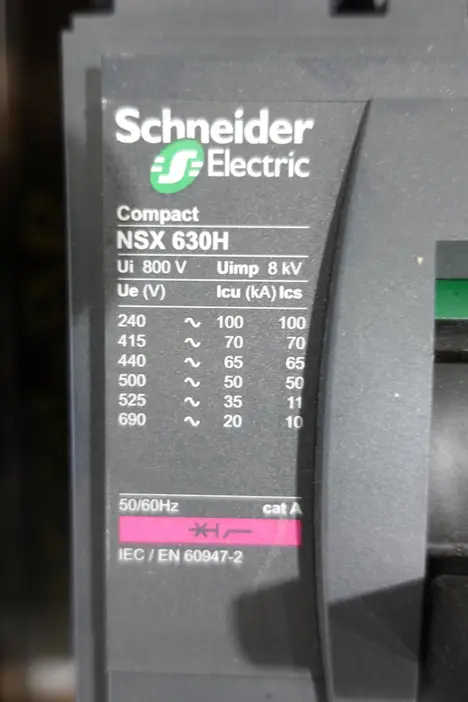 Schneider
Electric
Compact
NSX 630H
Ui 800 V Uimp 8 kV
Ue (V) Icu (kA) Ics
240 ~ 100 100
415 ~ 70 70
440 ~ 65 65
500 ~ 50 50
525 ~ 35 11
690 ~ 20 10
50/60Hz cat A
IEC / EN 60947-2